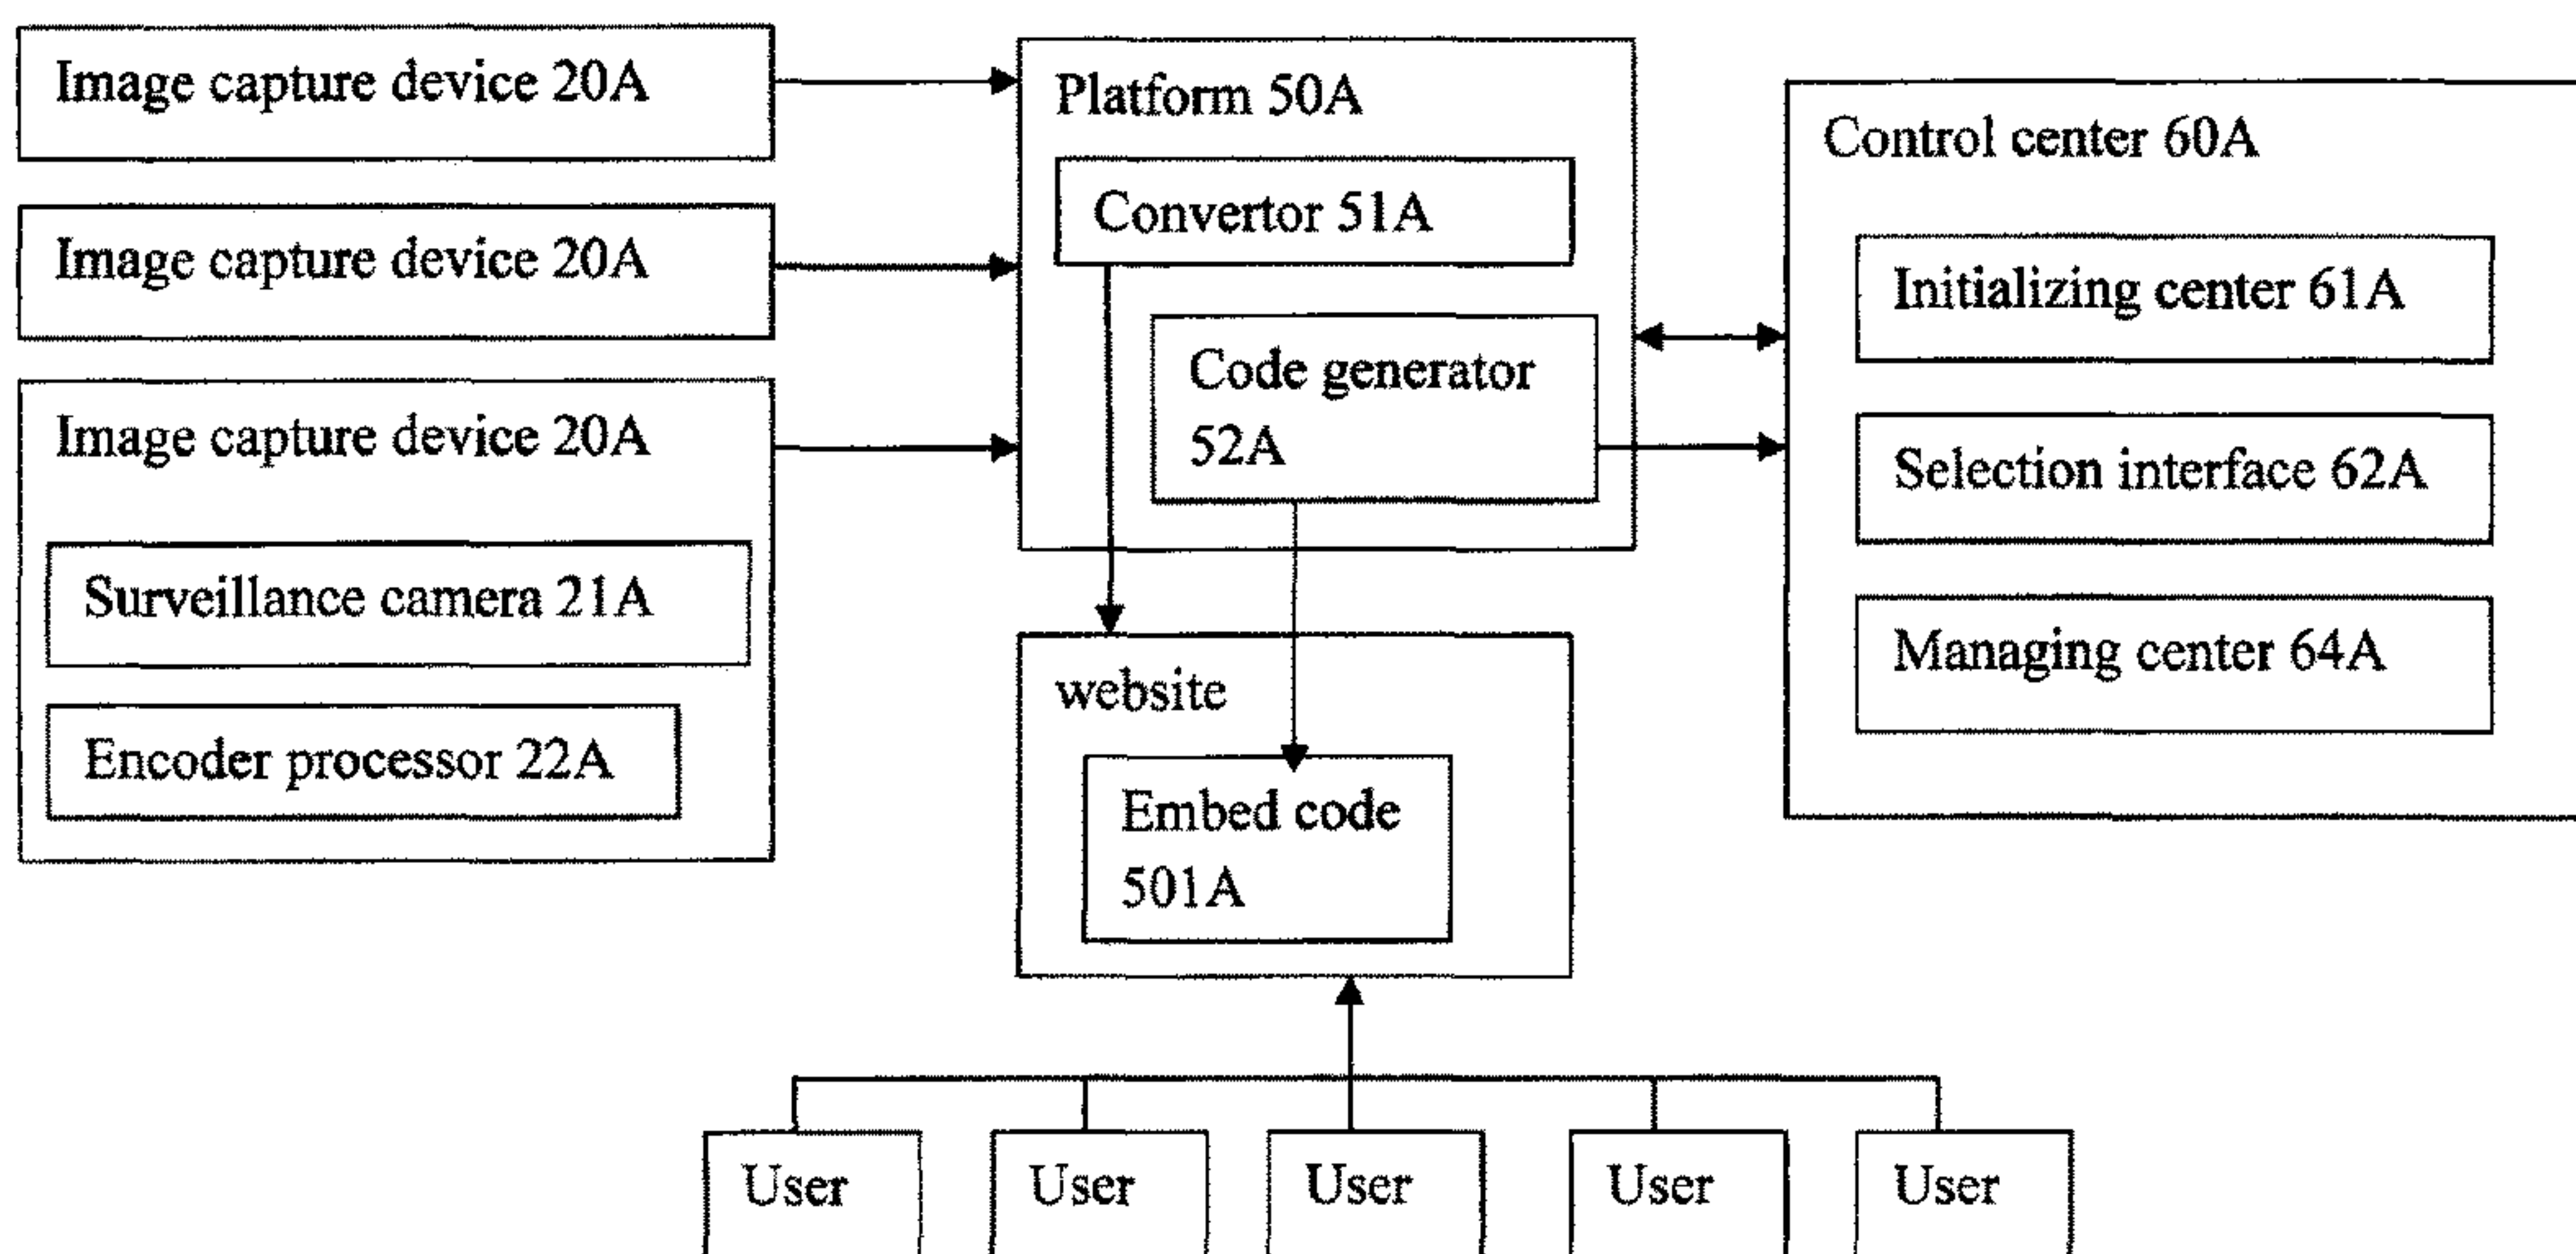 Image capture device 20A
Image capture device 20A
Image capture device 20A
Surveillance camera 21A
Encoder processor 22A
Platform 50A
Convertor 51A
Code generator
52A
website
Embed code
501A
Control center 60A
Initializing center 61A
Selection interface 62A
Managing center 64A
User
User
User
User
User